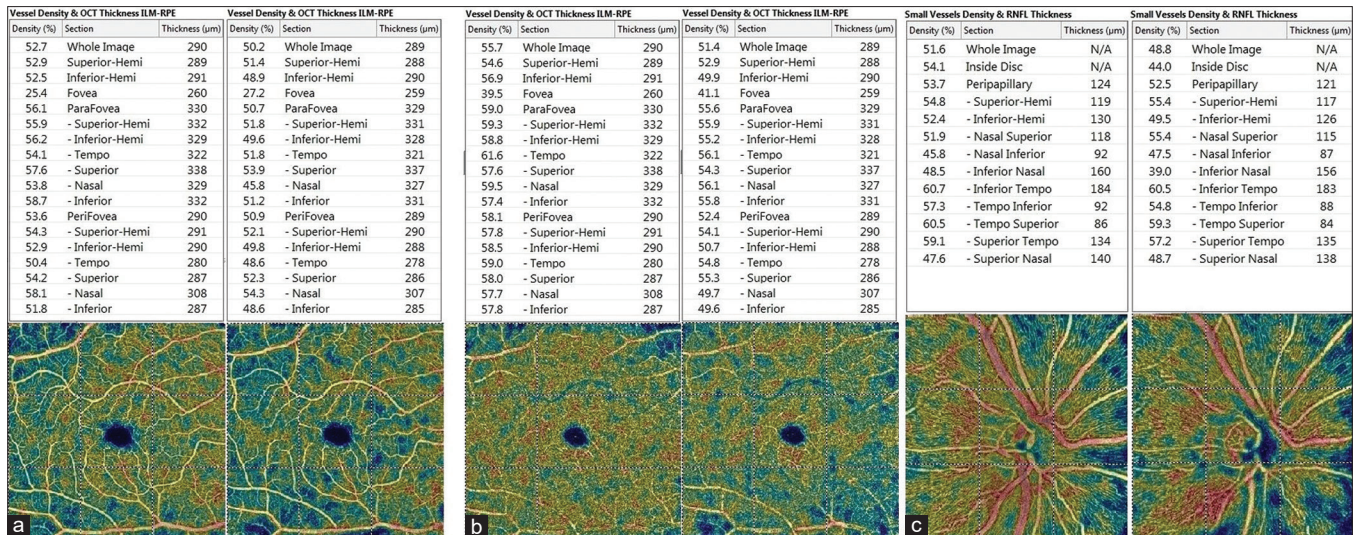 Vessel Density & OCT Thickness ILM-RPE
Density (%) Section Thickness (µm)
52.7 Whole Image 290
52.9 Superior-Hemi 289
52.5 Inferior-Hemi 291
25.4 Fovea 260
56.1 ParaFovea 330
55.9 - Superior-Hemi 332
56.2 - Inferior-Hemi 329
54.1 - Tempo 322
57.6 - Superior 338
53.8 - Nasal 329
58.7 - Inferior 332
53.6 PeriFovea 290
54.3 - Superior-Hemi 291
52.9 - Inferior-Hemi 290
50.4 - Tempo 280
54.2 - Superior 287
58.1 - Nasal 308
51.8 - Inferior 287
Vessel Density & OCT Thickness ILM-RPE
Density (%) Section Thickness (µm)
50.2 Whole Image 289
51.4 Superior-Hemi 288
48.9 Inferior-Hemi 290
27.2 Fovea 259
50.7 ParaFovea 329
51.8 - Superior-Hemi 331
49.6 - Inferior-Hemi 328
51.8 - Tempo 321
53.9 - Superior 337
45.8 - Nasal 327
51.2 - Inferior 331
50.9 PeriFovea 289
52.1 - Superior-Hemi 290
49.8 - Inferior-Hemi 288
48.6 - Tempo 278
52.3 - Superior 286
54.3 - Nasal 307
48.6 - Inferior 285
a
Vessel Density & OCT Thickness ILM-RPE
Density (%) Section Thickness (µm)
55.7 Whole Image 290
54.6 Superior-Hemi 289
56.9 Inferior-Hemi 291
39.5 Fovea 260
59.0 ParaFovea 330
59.3 - Superior-Hemi 332
58.8 - Inferior-Hemi 329
61.6 - Tempo 322
57.6 - Superior 338
59.5 - Nasal 329
57.4 - Inferior 332
58.1 PeriFovea 290
57.8 - Superior-Hemi 291
58.5 - Inferior-Hemi 290
59.0 - Tempo 280
58.0 - Superior 287
57.7 - Nasal 308
57.8 - Inferior 287
Vessel Density & OCT Thickness ILM-RPE
Density (%) Section Thickness (µm)
51.4 Whole Image 289
52.9 Superior-Hemi 288
49.9 Inferior-Hemi 290
41.1 Fovea 259
55.6 ParaFovea 329
55.9 - Superior-Hemi 331
55.2 - Inferior-Hemi 328
56.1 - Tempo 321
54.3 - Superior 337
56.1 - Nasal 327
55.8 - Inferior 331
52.4 PeriFovea 289
54.1 - Superior-Hemi 290
50.7 - Inferior-Hemi 288
54.8 - Tempo 278
55.3 - Superior 286
49.7 - Nasal 307
49.6 - Inferior 285
b
Small Vessels Density & RNFL Thickness
Density (%) Section Thickness (µm)
51.6 Whole Image N/A
54.1 Inside Disc N/A
53.7 Peripapillary 124
54.8 - Superior-Hemi 119
52.4 - Inferior-Hemi 130
51.9 - Nasal Superior 118
45.8 - Nasal Inferior 92
48.5 - Inferior Nasal 160
60.7 - Inferior Tempo 184
57.3 - Tempo Inferior 92
60.5 - Tempo Superior 86
59.1 - Superior Tempo 134
47.6 - Superior Nasal 140
Small Vessels Density & RNFL Thickness
Density (%) Section Thickness (µm)
48.8 Whole Image N/A
44.0 Inside Disc N/A
52.5 Peripapillary 121
55.4 - Superior-Hemi 117
49.5 - Inferior-Hemi 126
55.4 - Nasal Superior 115
47.5 - Nasal Inferior 87
39.0 - Inferior Nasal 156
60.5 - Inferior Tempo 183
54.8 - Tempo Inferior 88
59.3 - Tempo Superior 84
57.2 - Superior Tempo 135
48.7 - Superior Nasal 138
c